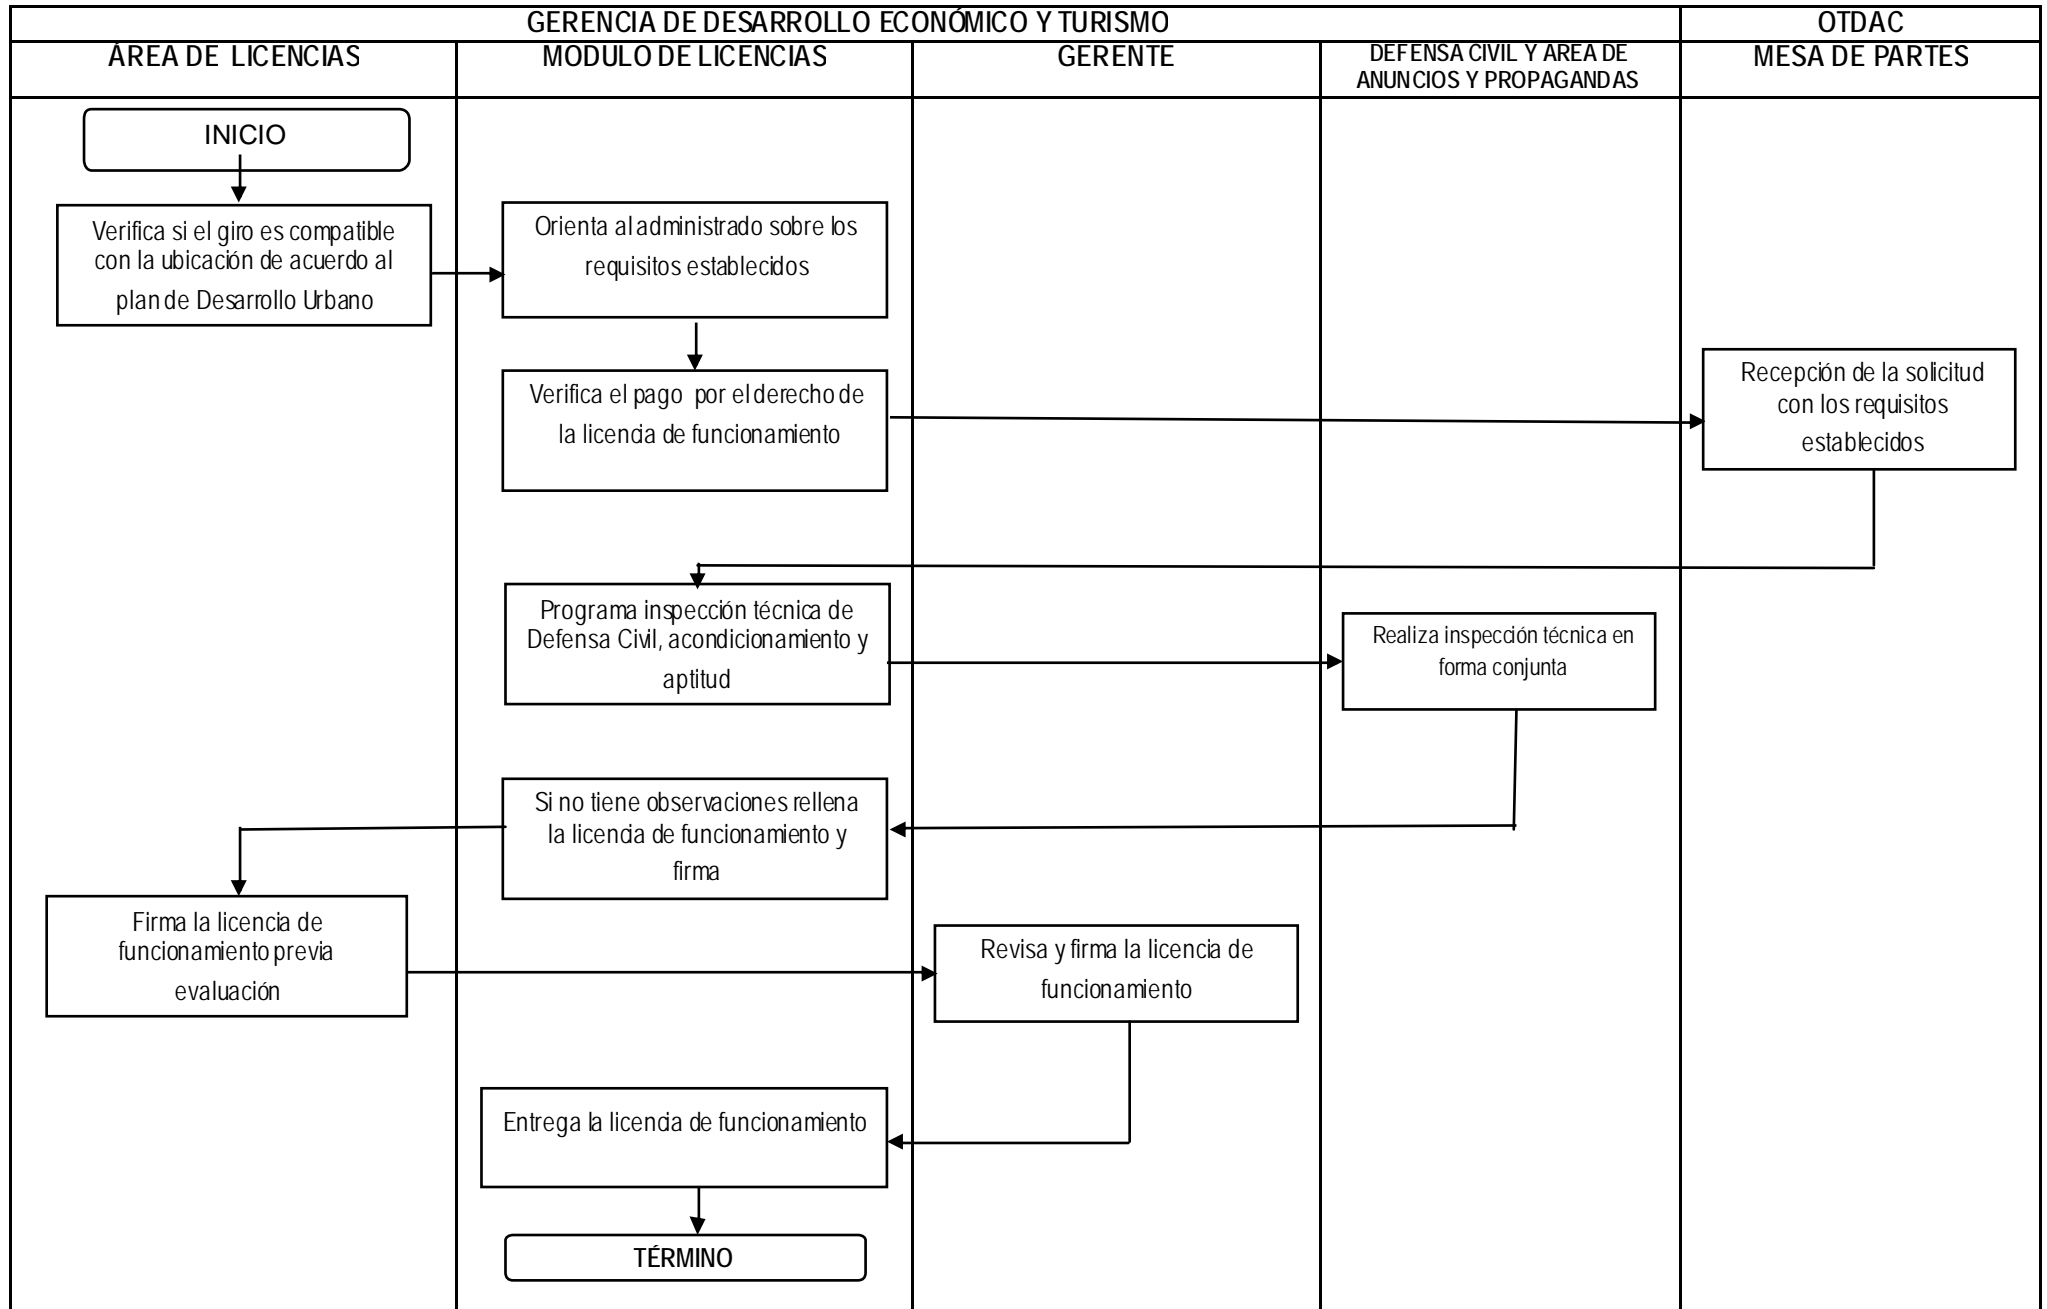 GERENCIA DE DESARROLLO ECONÓMICO Y TURISMO
OTDAC
ÁREA DE LICENCIAS
MODULO DE LICENCIAS
GERENTE
DEFENSA CIVIL Y AREA DE
ANUNCIOS Y PROPAGANDAS
MESA DE PARTES
INICIO
Verifica si el giro es compatible
con la ubicación de acuerdo al
plan de Desarrollo Urbano
Orienta al administrado sobre los
requisitos establecidos
Verifica el pago por el derecho de
la licencia de funcionamiento
Recepción de la solicitud
con los requisitos
establecidos
Programa inspección técnica de
Defensa Civil, acondicionamiento y
aptitud
Realiza inspección técnica en
forma conjunta
Si no tiene observaciones rellena
la licencia de funcionamiento y
firma
Firma la licencia de
funcionamiento previa
evaluación
Revisa y firma la licencia de
funcionamiento
Entrega la licencia de funcionamiento
TÉRMINO